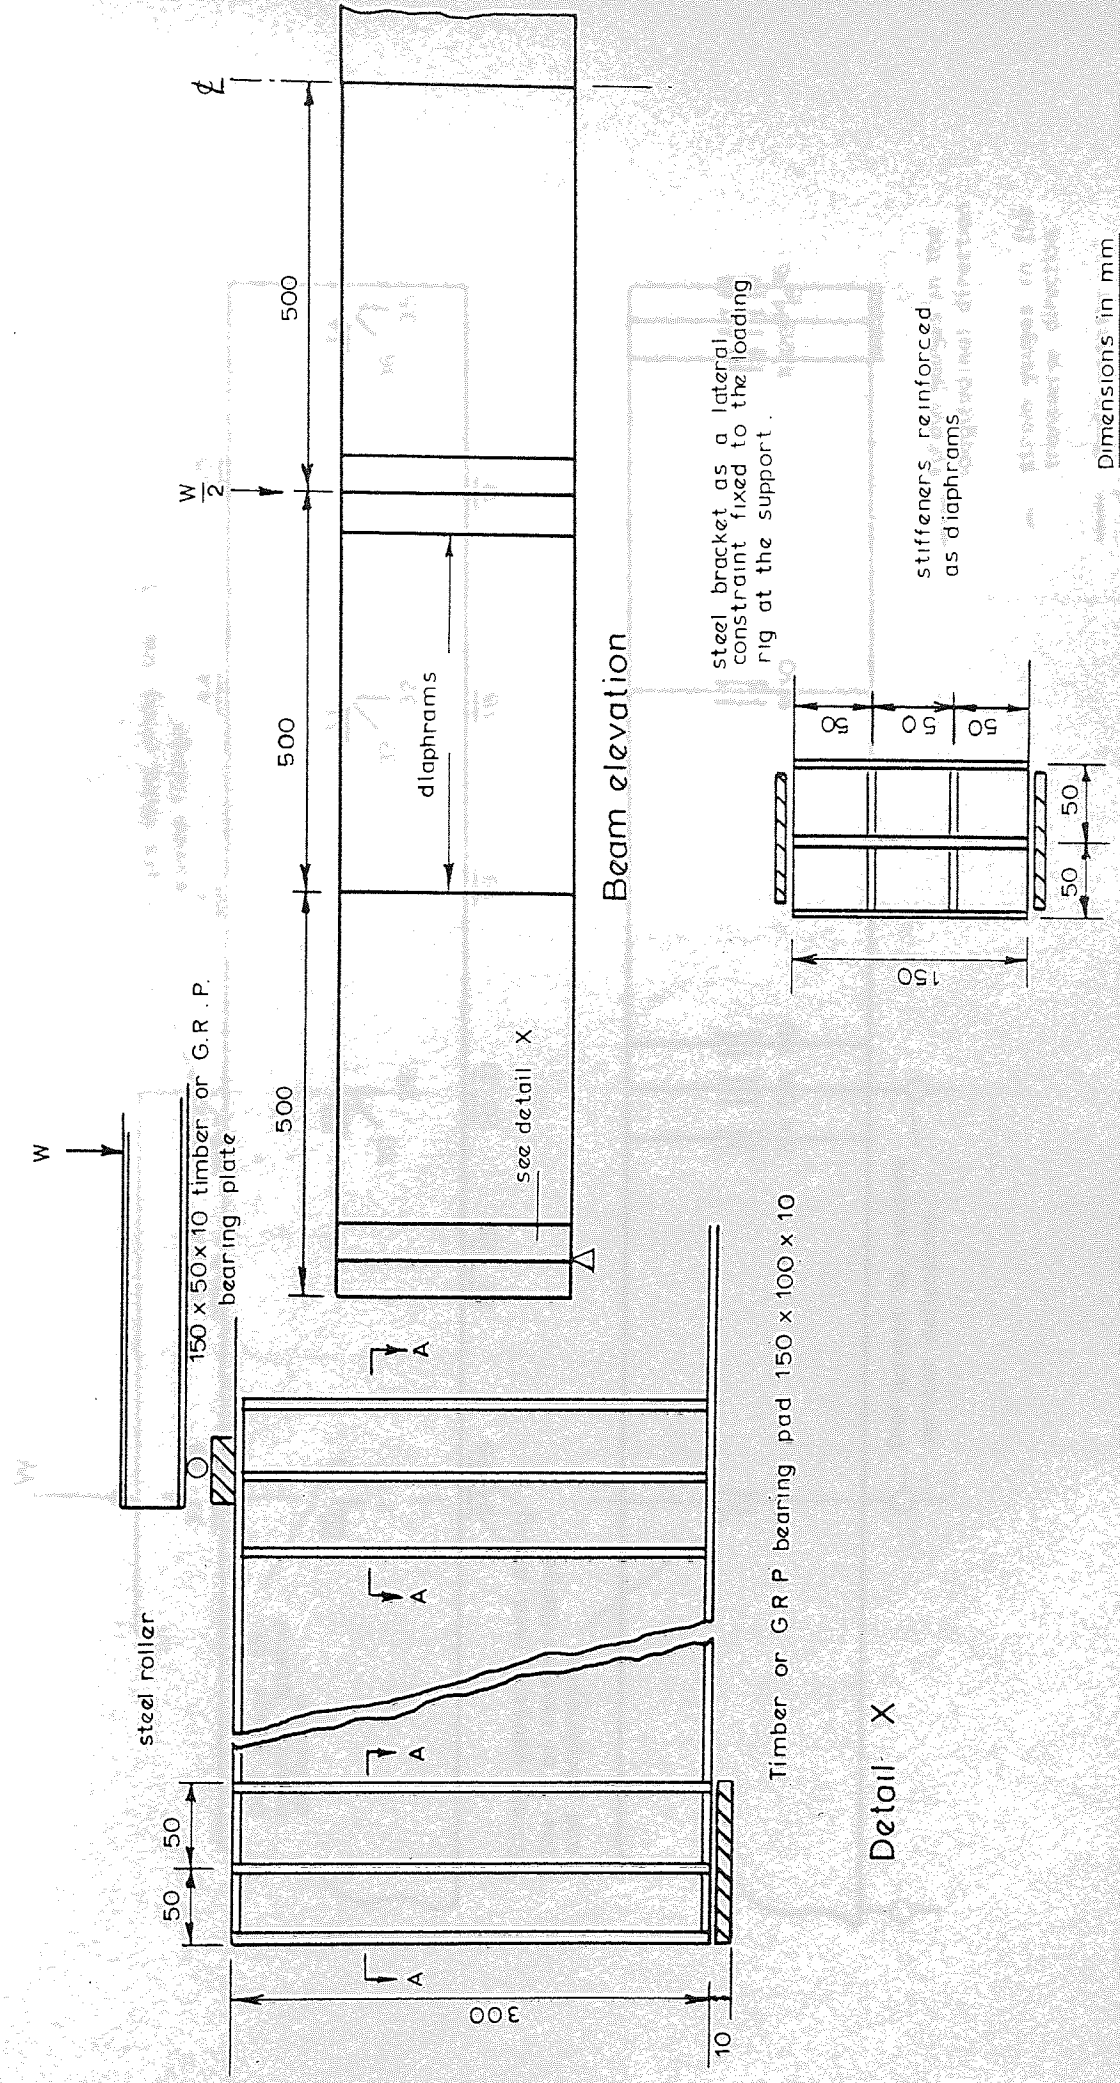 W
steel roller
150 x 50 x 10 timber or G.R.P.
bearing plate
50
50
A
A
A
A
300
10
Timber or GRP bearing pad 150 x 100 x 10
Detail X
W
2
℄
500
500
500
diaphrams
see detail X
Beam elevation
steel bracket as a lateral
constraint fixed to the loading
rig at the support.
150
50
50
50
50
50
stiffeners reinforced
as diaphrams
Dimensions in mm